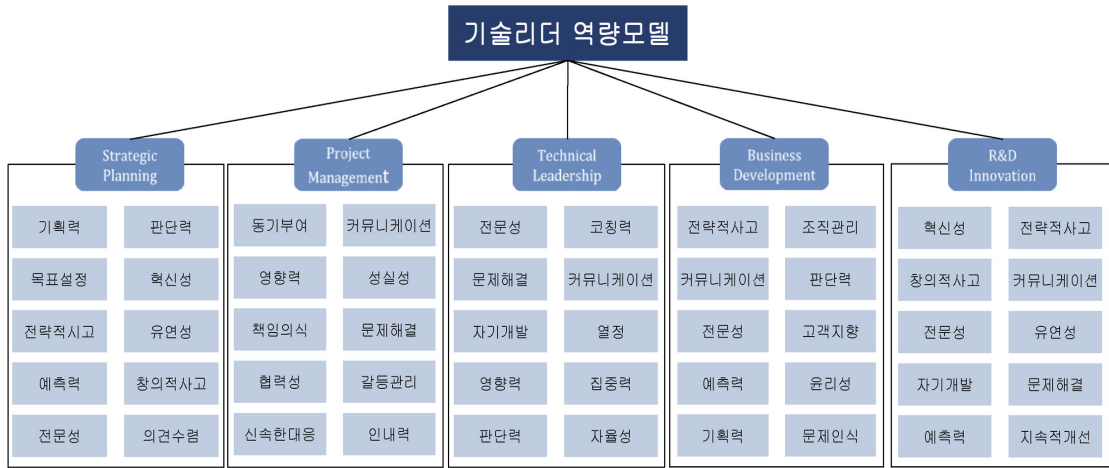 기술리더 역량모델
Strategic
Planning
기획력 판단력
목표설정 혁신성
전략적시고 유연성
예측력 창의적사고
전문성 의견수렴
Project
Management
동기부여 커뮤니케이션
영향력 성실성
책임의식 문제해결
협력성 갈등관리
신속한대응 인내력
Technical
Leadership
전문성 코칭력
문제해결 커뮤니케이션
자기개발 열정
영향력 집중력
판단력 자율성
Business
Development
전략적사고 조직관리
커뮤니케이션 판단력
전문성 고객지향
예측력 윤리성
기획력 문제인식
R&D
Innovation
혁신성 전략적사고
창의적사고 커뮤니케이션
전문성 유연성
자기개발 문제해결
예측력 지속적개선